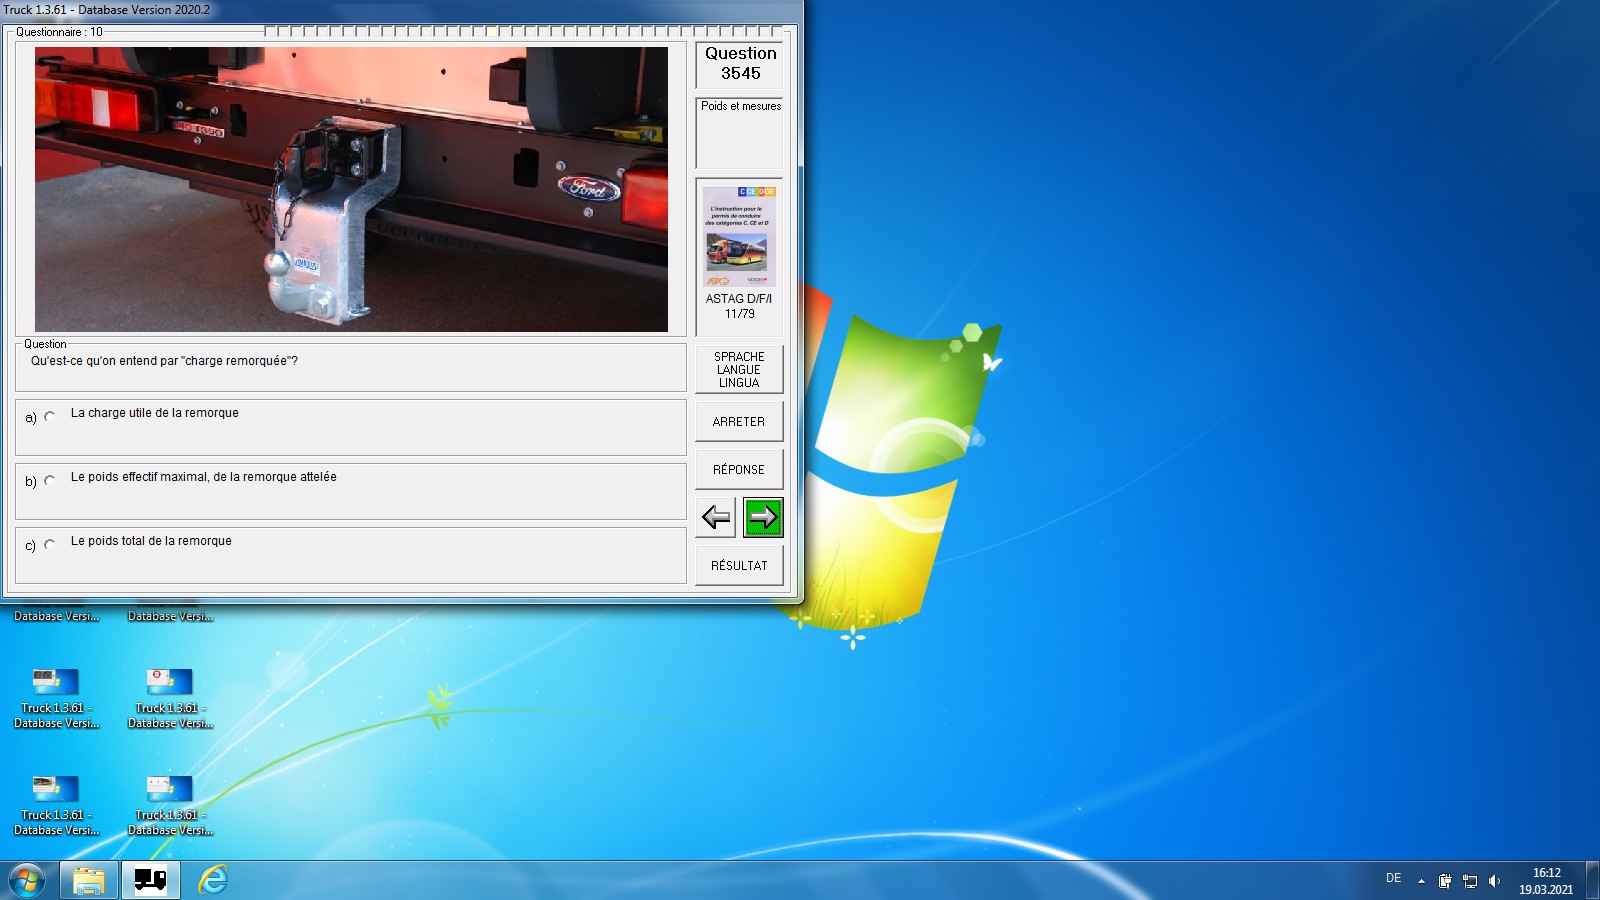 Truck 1.3.61 - Database Version 2020.2
Questionnaire : 10
Question
3545
Poids et mesures
Ford
C CE D DE
L'instruction pour le
permis de conduire
des catégories C, CE et D
ASTAG D/F/I
11/79
Question
Qu'est-ce qu'on entend par "charge remorquée"?
a) La charge utile de la remorque
b) Le poids effectif maximal, de la remorque attelée
c) Le poids total de la remorque
SPRACHE
LANGUE
LINGUA
ARRETER
RÉPONSE
RÉSULTAT
Database Versi...
Database Versi...
Truck 1.3.61 -
Database Versi...
Truck 1.3.61 -
Database Versi...
Truck 1.3.61 -
Database Versi...
Truck 1.3.61 -
Database Versi...
DE
16:12
19.03.2021